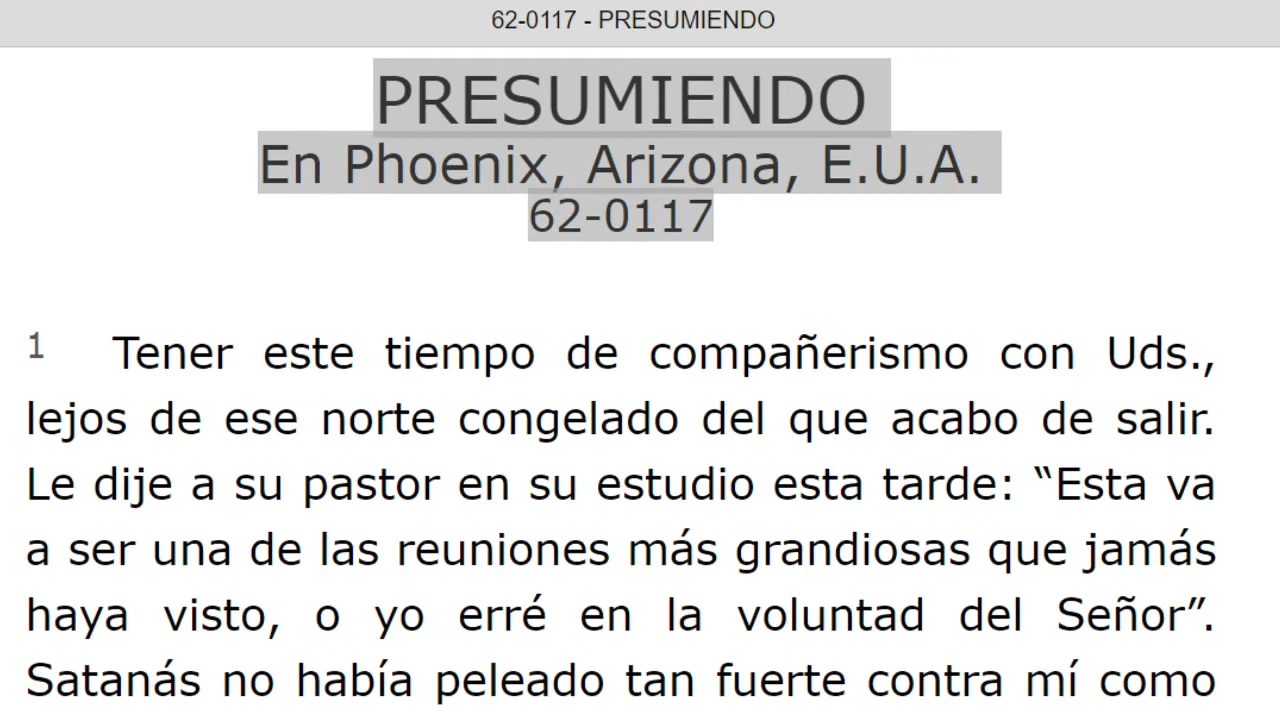 62-0117 - PRESUMIENDO
PRESUMIENDO
En Phoenix, Arizona, E.U.A.
62-0117
1 Tener este tiempo de compañerismo con Uds.,
lejos de ese norte congelado del que acabo de salir.
Le dije a su pastor en su estudio esta tarde: “Esta va
a ser una de las reuniones más grandiosas que jamás
haya visto, o yo erré en la voluntad del Señor”.
Satanás no había peleado tan fuerte contra mí como